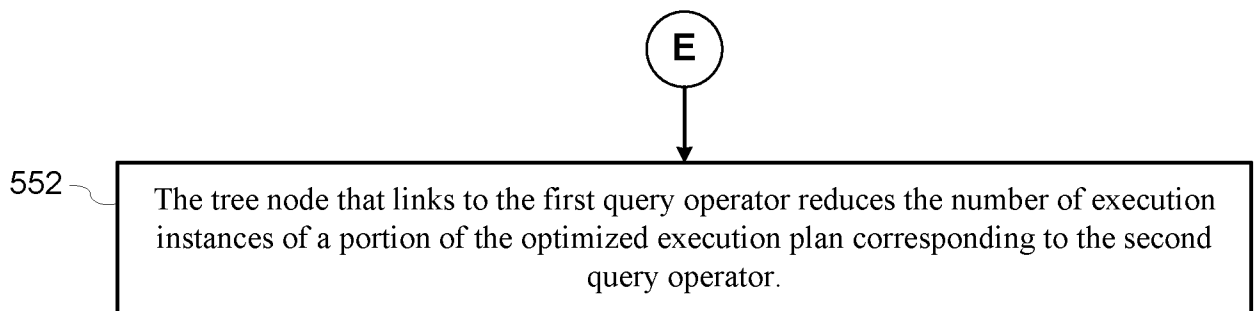 E
552
The tree node that links to the first query operator reduces the number of execution
instances of a portion of the optimized execution plan corresponding to the second
query operator.